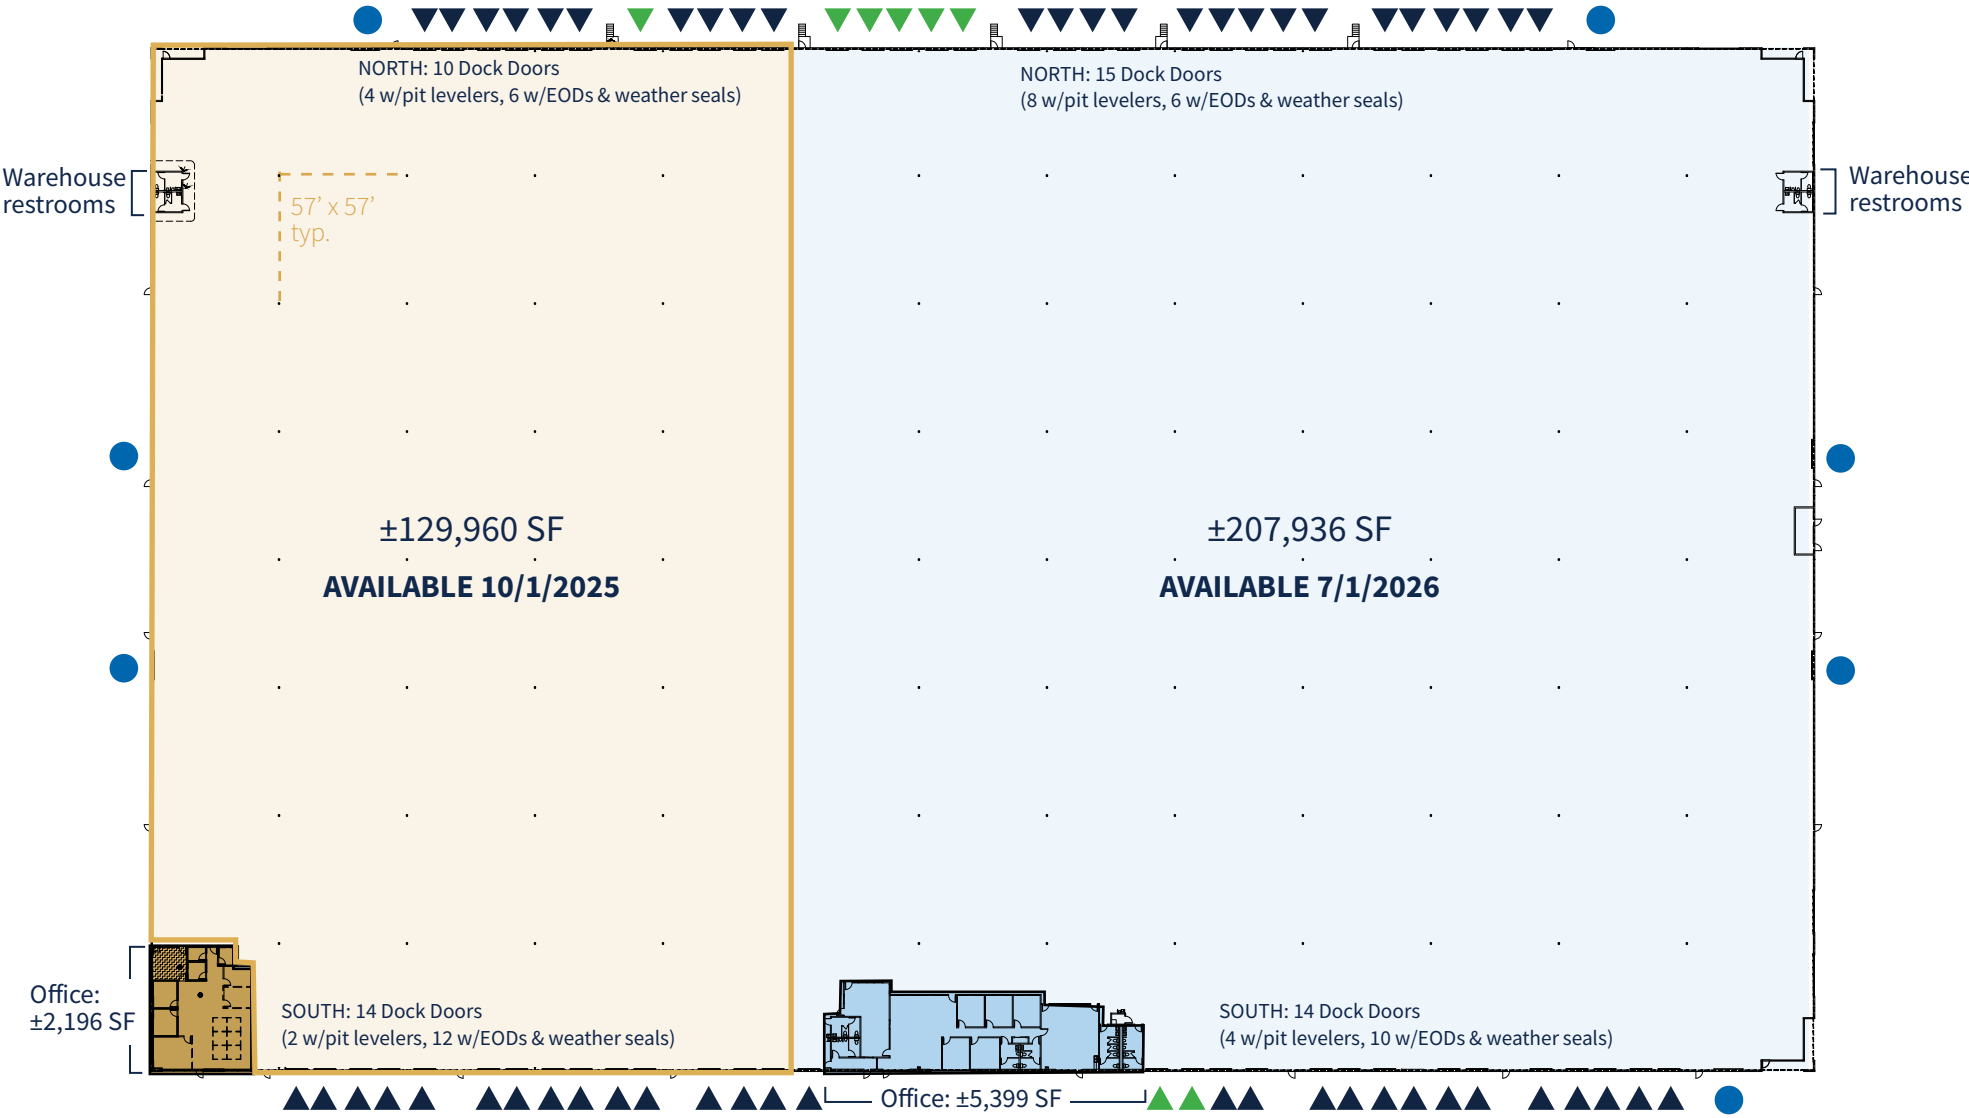 NORTH: 10 Dock Doors
(4 w/pit levelers, 6 w/EODs & weather seals)
NORTH: 15 Dock Doors
(8 w/pit levelers, 6 w/EODs & weather seals)
Warehouse
restrooms
Warehouse
restrooms
57’ x 57’
typ.
±129,960 SF
AVAILABLE 10/1/2025
±207,936 SF
AVAILABLE 7/1/2026
Office:
±2,196 SF
SOUTH: 14 Dock Doors
(2 w/pit levelers, 12 w/EODs & weather seals)
SOUTH: 14 Dock Doors
(4 w/pit levelers, 10 w/EODs & weather seals)
Office: ±5,399 SF